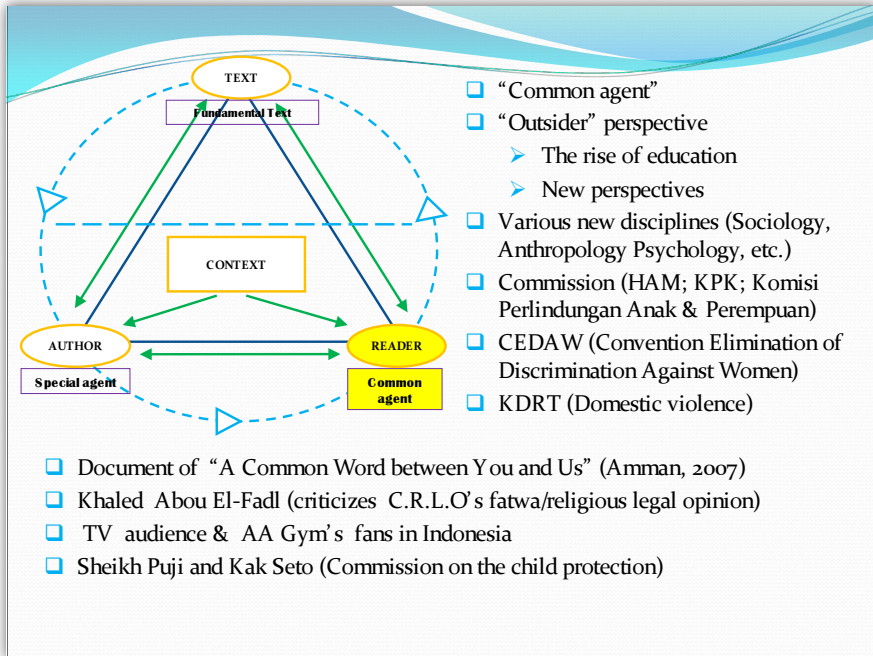 TEXT
Fundamental Text
CONTEXT
AUTHOR
READER
Special agent
Common
agent
❑ “Common agent”
❑ “Outsider” perspective
➢ The rise of education
➢ New perspectives
❑ Various new disciplines (Sociology,
Anthropology Psychology, etc.)
❑ Commission (HAM; KPK; Komisi
Perlindungan Anak & Perempuan)
❑ CEDAW (Convention Elimination of
Discrimination Against Women)
❑ KDRT (Domestic violence)
❑ Document of “A Common Word between You and Us” (Amman, 2007)
❑ Khaled Abou El-Fadl (criticizes C.R.L.O’s fatwa/religious legal opinion)
❑ TV audience & AA Gym’s fans in Indonesia
❑ Sheikh Puji and Kak Seto (Commission on the child protection)